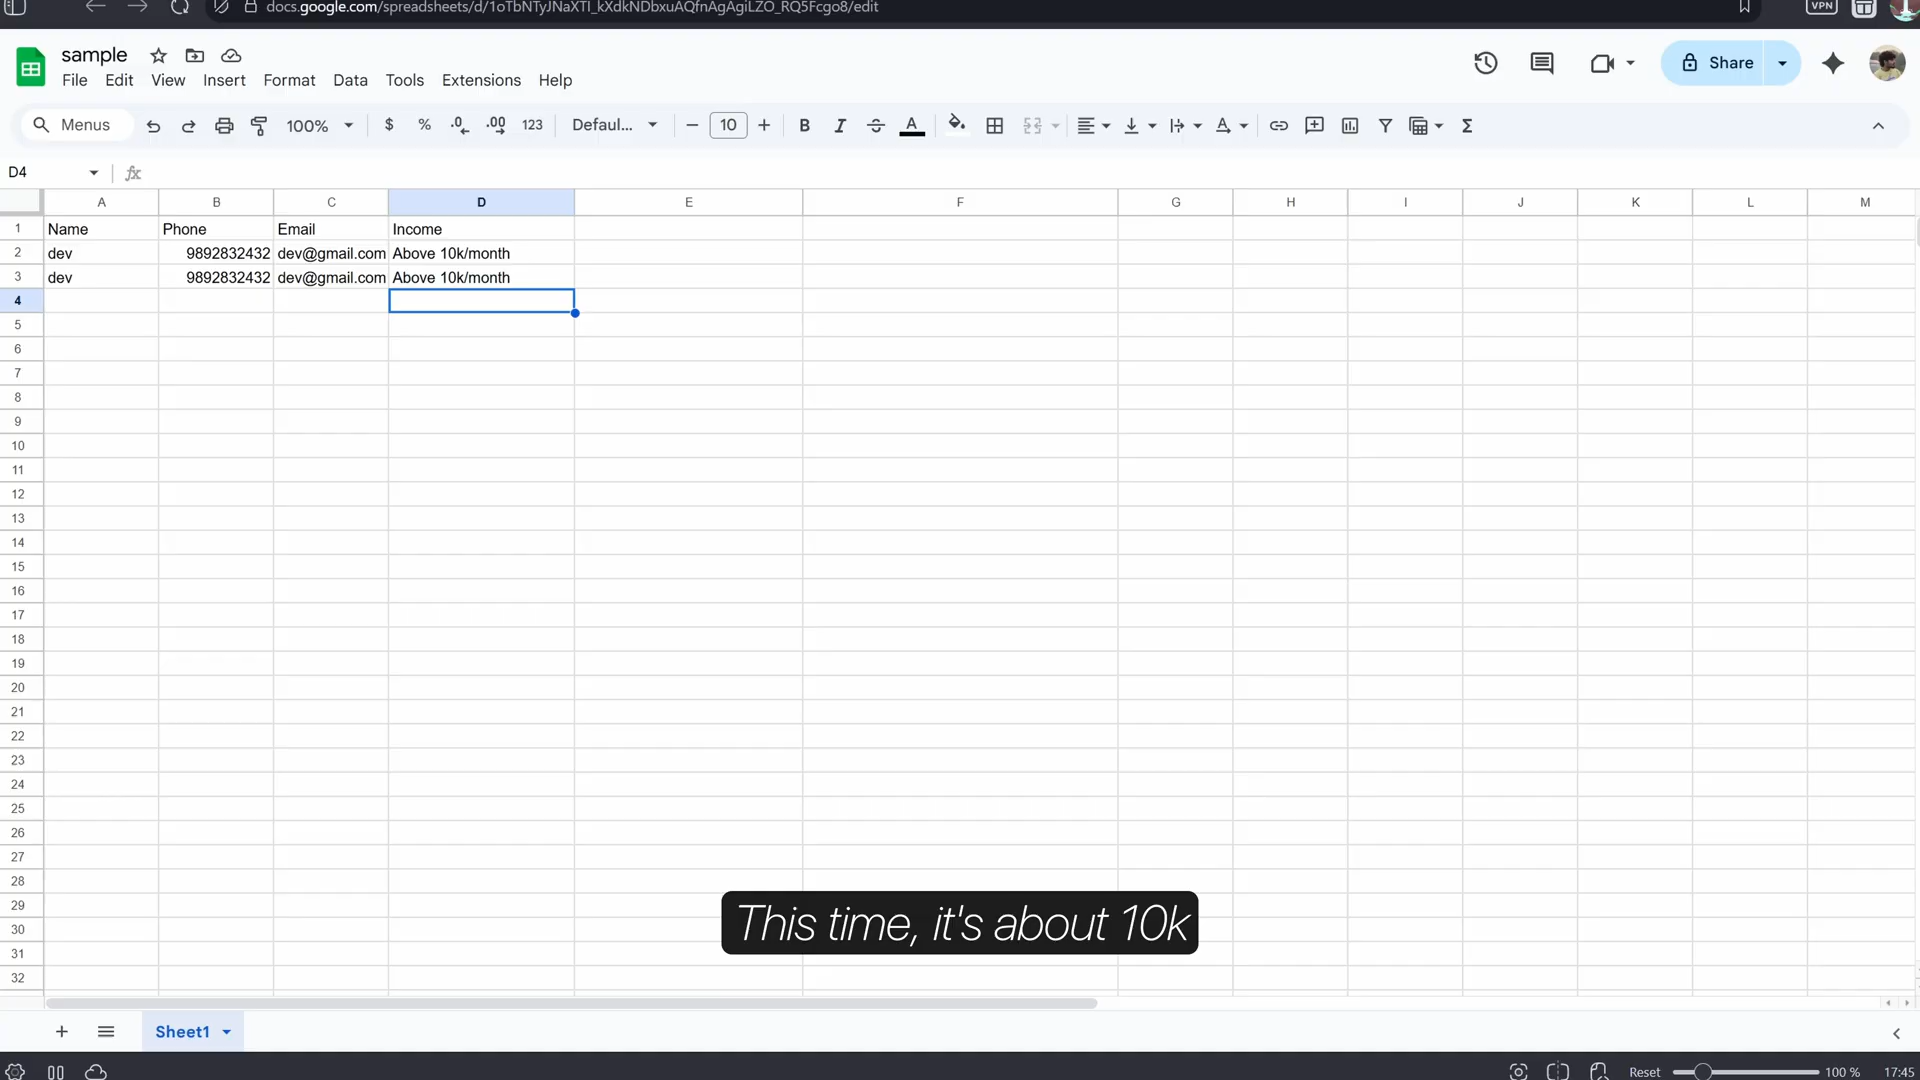 docs.google.com/spreadsheets/d/1oTbNTyJNaXTI_kXdkNDbxuAQfnAgAgiLZO_RQ5Fcgo8/edit
VPN
sample
File Edit View Insert Format Data Tools Extensions Help
Share
Menus
100%
$ % .0 .00 123
Defaul...
10
B I A
D4
fx
A B C D E F G H I J K L M
1 Name Phone Email Income
2 dev 9892832432 dev@gmail.com Above 10k/month
3 dev 9892832432 dev@gmail.com Above 10k/month
4
5
6
7
8
9
10
11
12
13
14
15
16
17
18
19
20
21
22
23
24
25
26
27
28
29
30
31
32
This time, it's about 10k
Sheet1
Reset 100 % 17:45